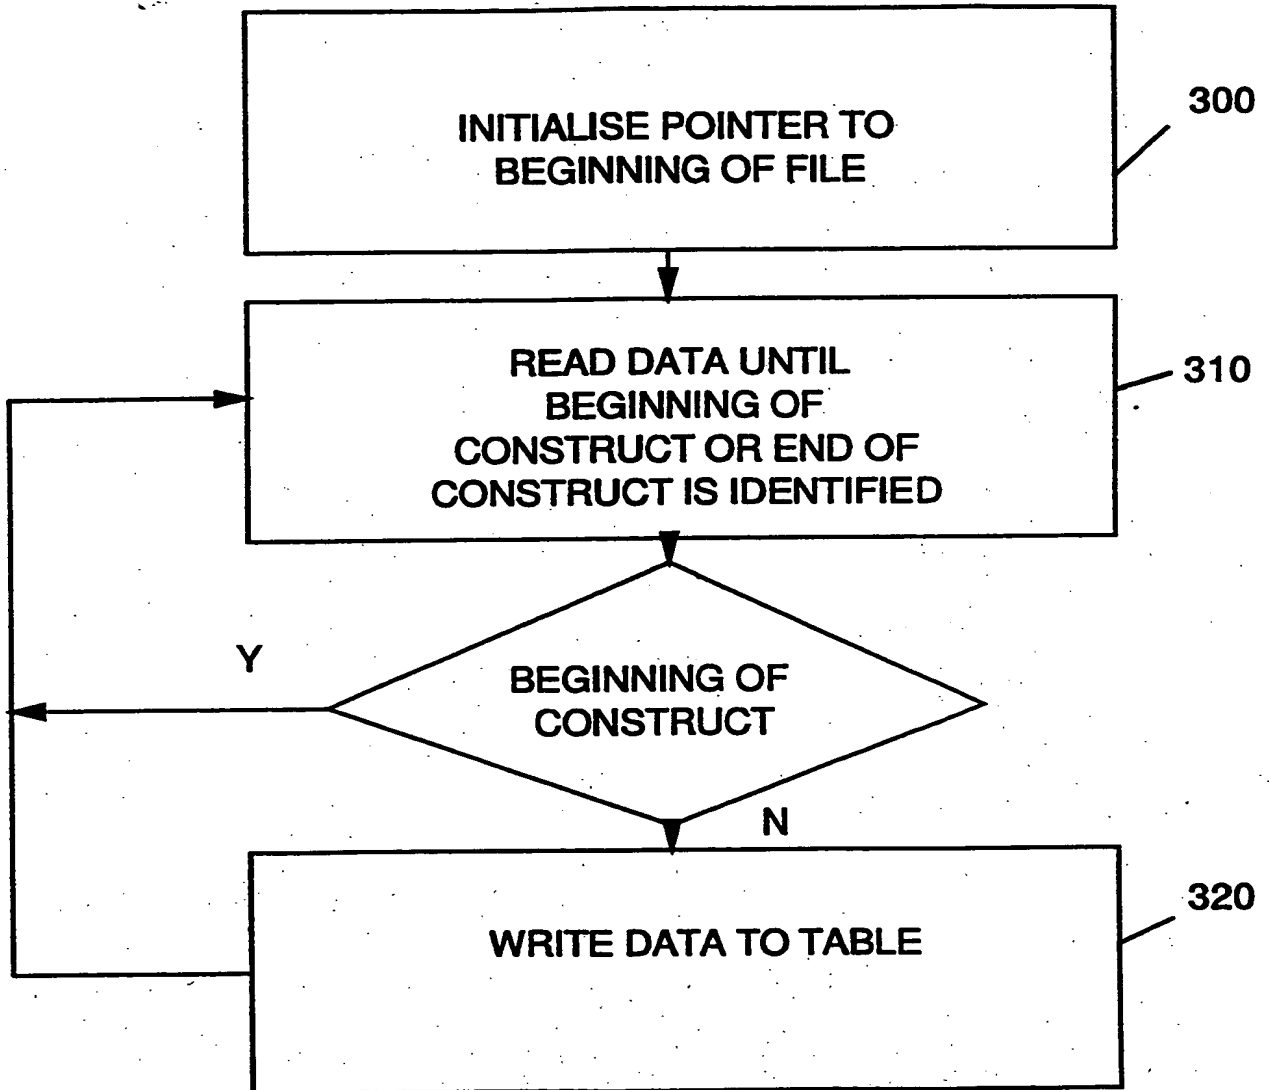 300
INITIALISE POINTER TO
BEGINNING OF FILE
310
READ DATA UNTIL
BEGINNING OF
CONSTRUCT OR END OF
CONSTRUCT IS IDENTIFIED
Y
BEGINNING OF
CONSTRUCT
N
320
WRITE DATA TO TABLE